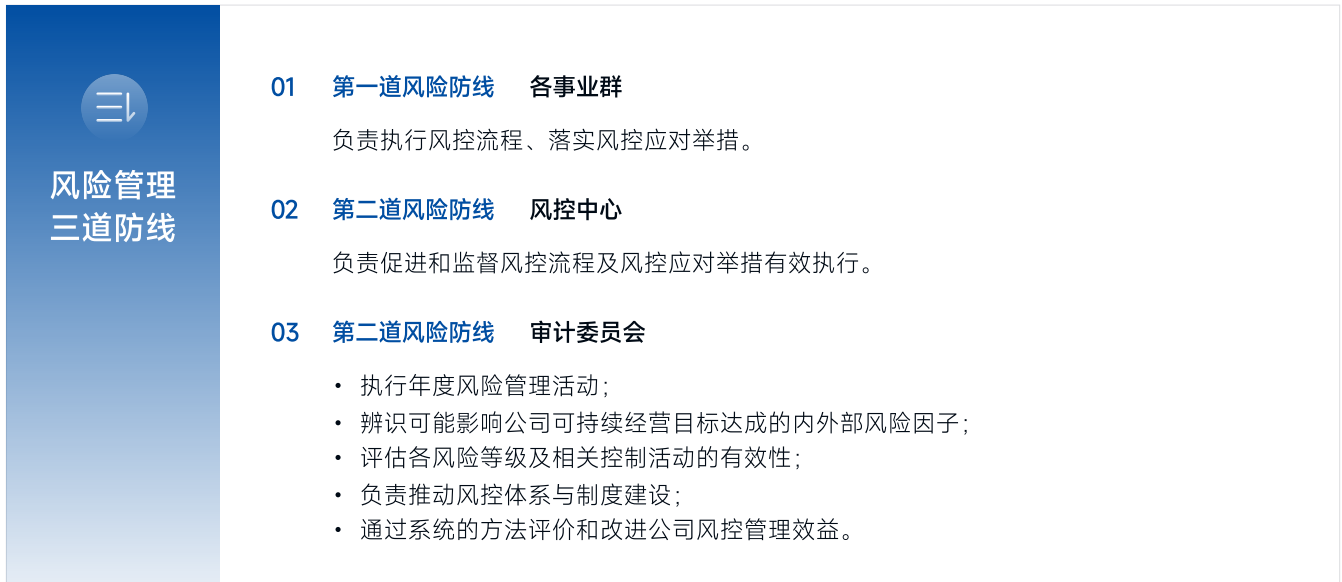 风险管理
三道防线
01 第一道风险防线 各事业群
负责执行风控流程、落实风控应对举措。
02 第二道风险防线 风控中心
负责促进和监督风控流程及风控应对举措有效执行。
03 第二道风险防线 审计委员会
• 执行年度风险管理活动；
• 辨识可能影响公司可持续经营目标达成的内外部风险因子；
• 评估各风险等级及相关控制活动的有效性；
• 负责推动风控体系与制度建设；
• 通过系统的方法评价和改进公司风控管理效益。